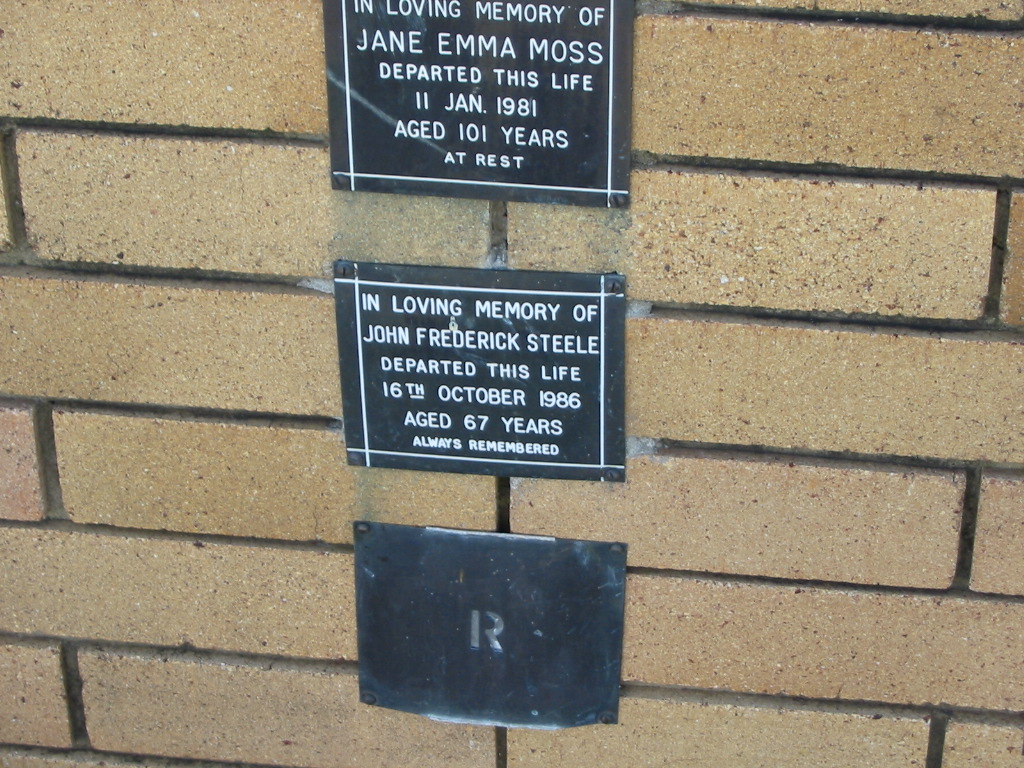 IN LOVING MEMORY OF
JANE EMMA MOSS
DEPARTED THIS LIFE
11 JAN. 1981
AGED 101 YEARS
AT REST
IN LOVING MEMORY OF
JOHN FREDERICK STEELE
DEPARTED THIS LIFE
16TH OCTOBER 1986
AGED 67 YEARS
ALWAYS REMEMBERED
R